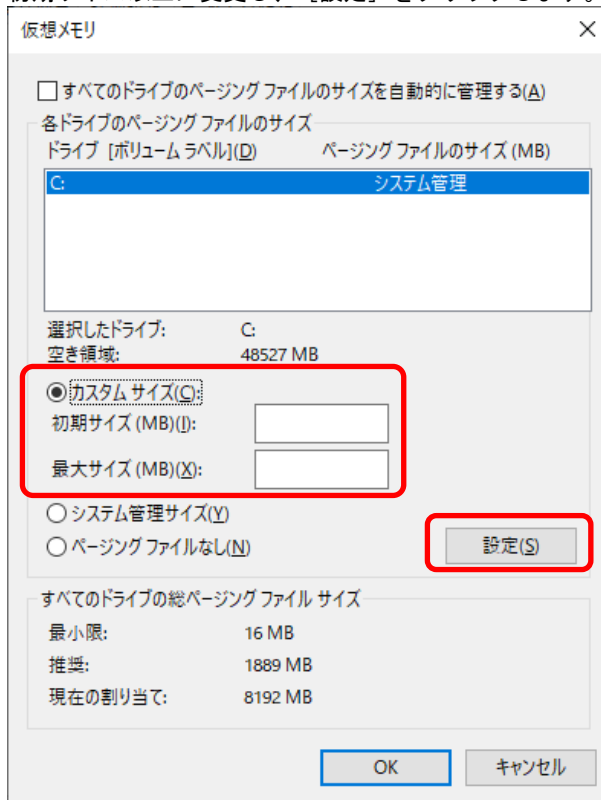 仮想メモリ
すべてのドライブのページング ファイルのサイズを自動的に管理する(A)
各ドライブのページング ファイルのサイズ
ドライブ [ボリューム ラベル](D) ページング ファイルのサイズ (MB)
C: システム管理
選択したドライブ: C:
空き領域: 48527 MB
カスタム サイズ(C):
初期サイズ (MB)(I):
最大サイズ (MB)(X):
システム管理サイズ(Y)
ページング ファイルなし(N)
設定(S)
すべてのドライブの総ページング ファイル サイズ
最小限: 16 MB
推奨: 1889 MB
現在の割り当て: 8192 MB
OK キャンセル